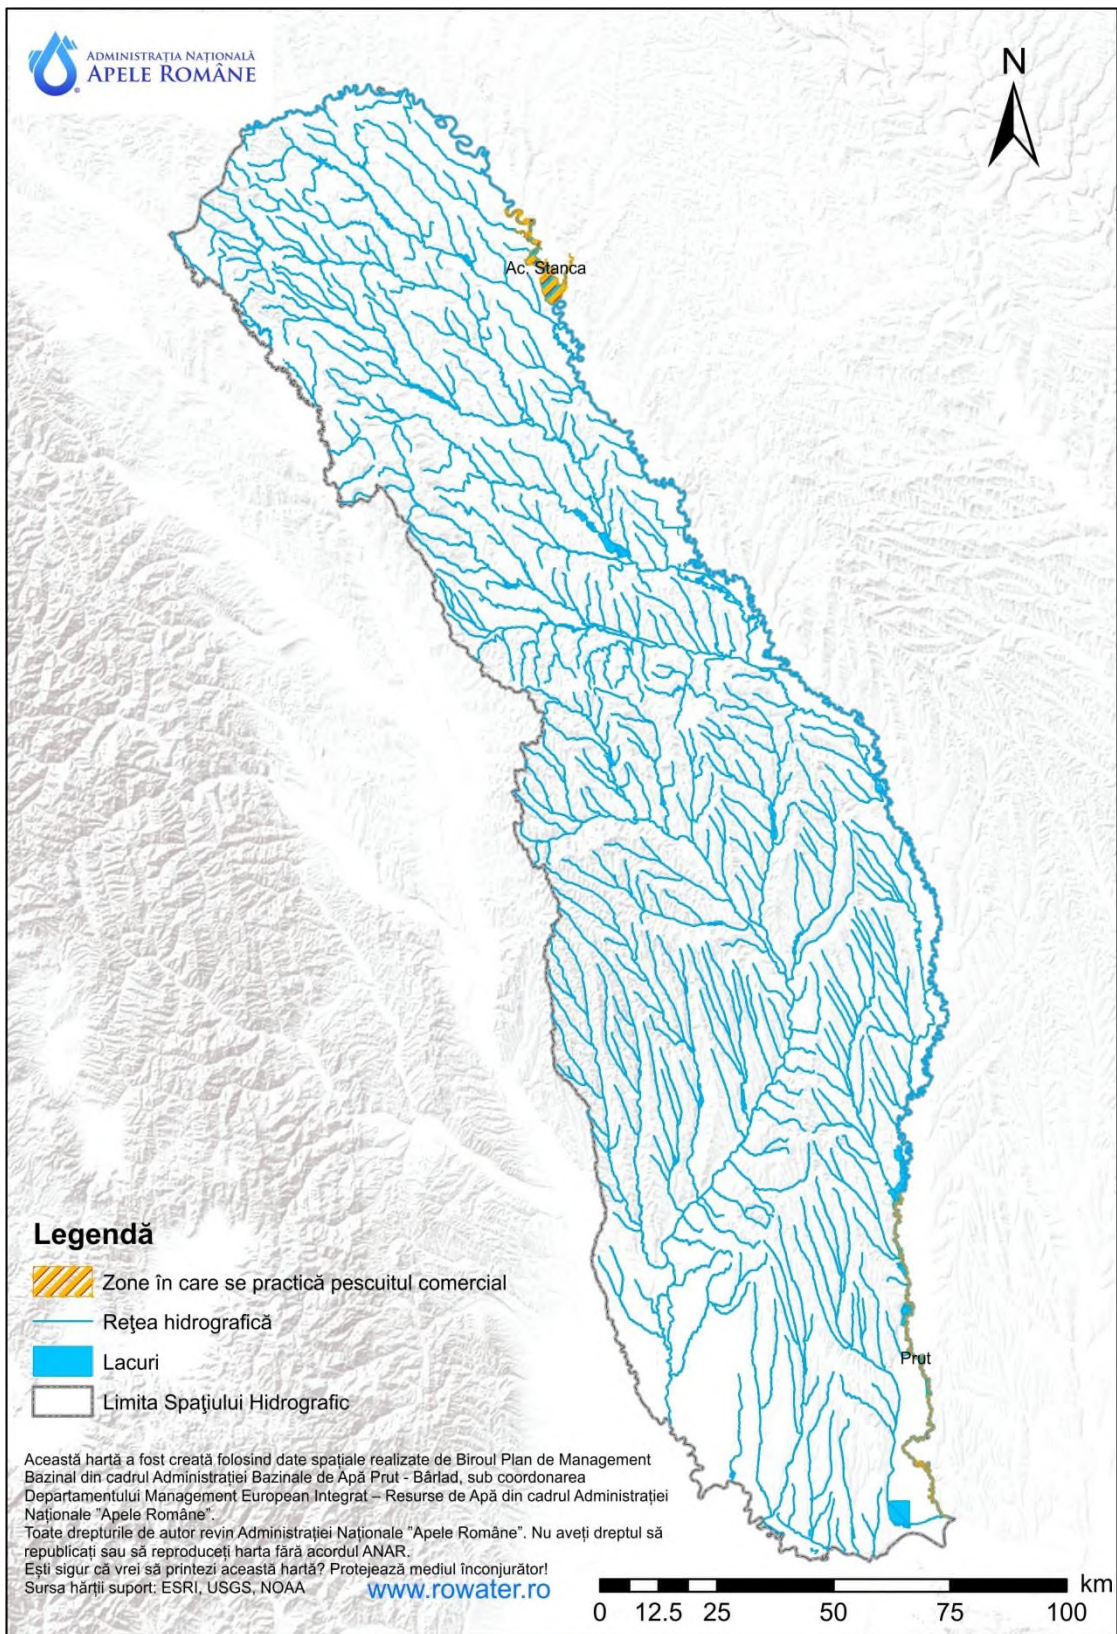 ADMINISTRAȚIA NAȚIONALĂ
APELE ROMÂNE
N
Ac. Stanca
Prut
Legendă
Zone în care se practică pescuitul comercial
Reţea hidrografică
Lacuri
Limita Spaţiului Hidrografic
Această hartă a fost creată folosind date spațiale realizate de Biroul Plan de Management
Bazinal din cadrul Administrației Bazinale de Apă Prut - Bârlad, sub coordonarea
Departamentului Management European Integrat – Resurse de Apă din cadrul Administrației
Naționale ”Apele Române”.
Toate drepturile de autor revin Administrației Naționale ”Apele Române”. Nu aveți dreptul să
republicați sau să reproduceți harta fără acordul ANAR.
Ești sigur că vrei să printezi această hartă? Protejează mediul înconjurător!
Sursa hărții suport: ESRI, USGS, NOAA
www.rowater.ro
km
0 12.5 25 50 75 100